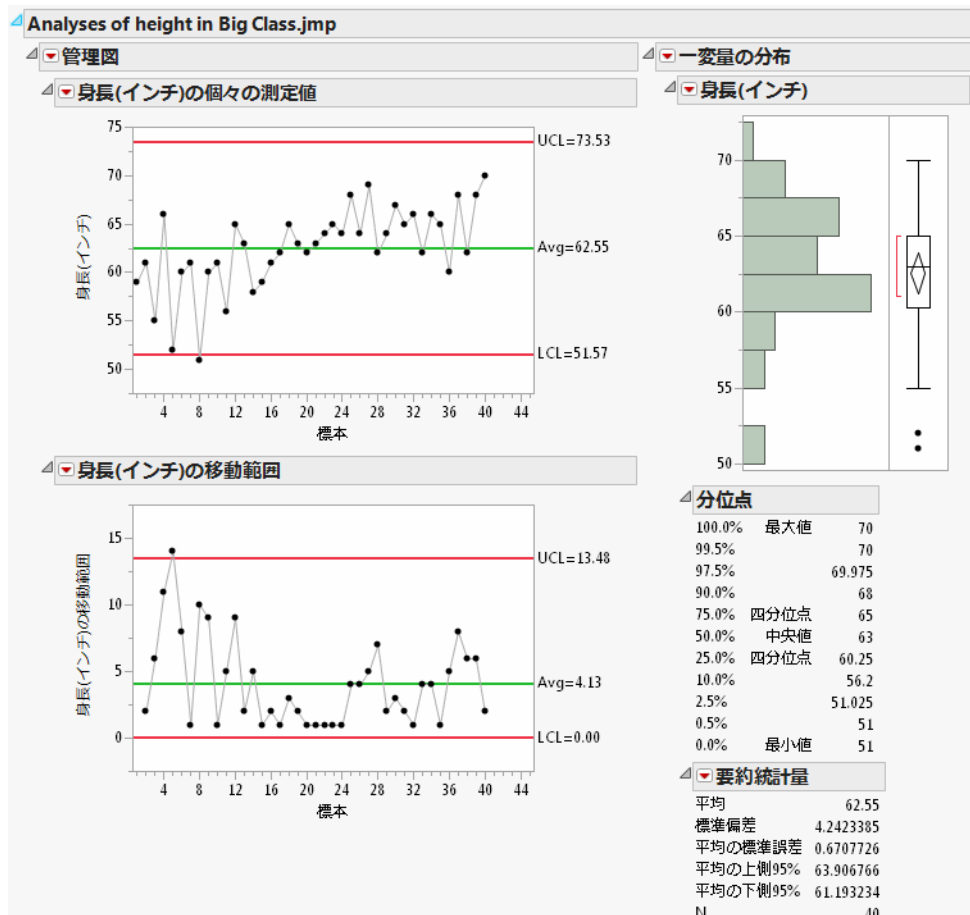 Analyses of height in Big Class.jmp
管理図
身長(インチ)の個々の測定値
75
70
65
60
55
50
身長(インチ)
UCL=73.53
Avg=62.55
LCL=51.57
4 8 12 16 20 24 28 32 36 40 44
標本
身長(インチ)の移動範囲
15
10
5
0
身長(インチ)の移動範囲
UCL=13.48
Avg=4.13
LCL=0.00
4 8 12 16 20 24 28 32 36 40 44
標本
一変量の分布
身長(インチ)
70
65
60
55
50
分位点
100.0% 最大値 70
99.5% 70
97.5% 69.975
90.0% 68
75.0% 四分位点 65
50.0% 中央値 63
25.0% 四分位点 60.25
10.0% 56.2
2.5% 51.025
0.5% 51
0.0% 最小値 51
要約統計量
平均 62.55
標準偏差 4.2423385
平均の標準誤差 0.6707726
平均の上側95% 63.906766
平均の下側95% 61.193234
N 40